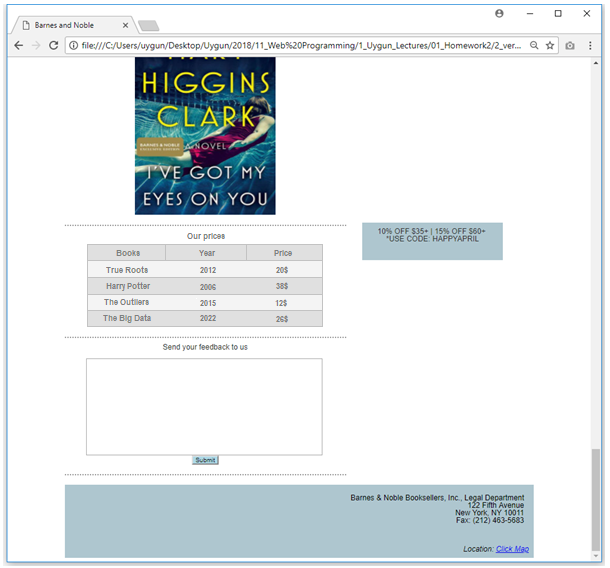 Barnes and Noble
file:///C:/Users/uygun/Desktop/Uygun/2018/11_Web%20Programming/1_Uygun_Lectures/01_Homework2/2_ver...
HIGGINS
CLARK
BARNES & NOBLE
A NOVEL
I'VE GOT MY
EYES ON YOU
10% OFF $35+ | 15% OFF $60+
*USE CODE: HAPPYAPRIL
Our prices
Books Year Price
True Roots 2012 20$
Harry Potter 2006 38$
The Outliers 2015 12$
The Big Data 2022 26$
Send your feedback to us
Submit
Barnes & Noble Booksellers, Inc., Legal Department
122 Fifth Avenue
New York, NY 10011
Fax: (212) 463-5683
Location: Click Map